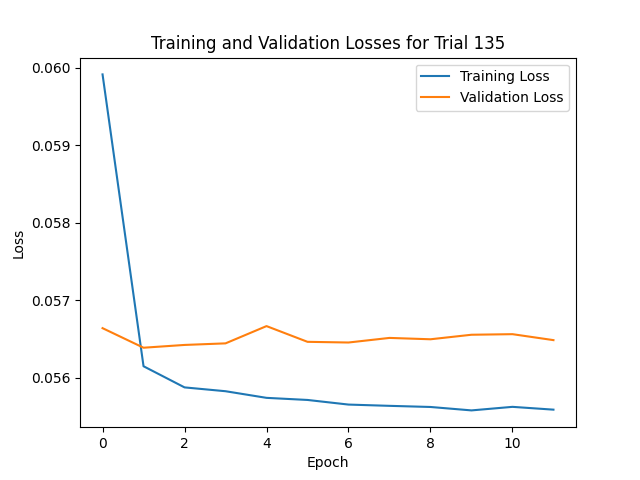 Training and Validation Losses for Trial 135
Training Loss
Validation Loss
0.060
0.059
0.058
0.057
0.056
Loss
0
2
4
6
8
10
Epoch